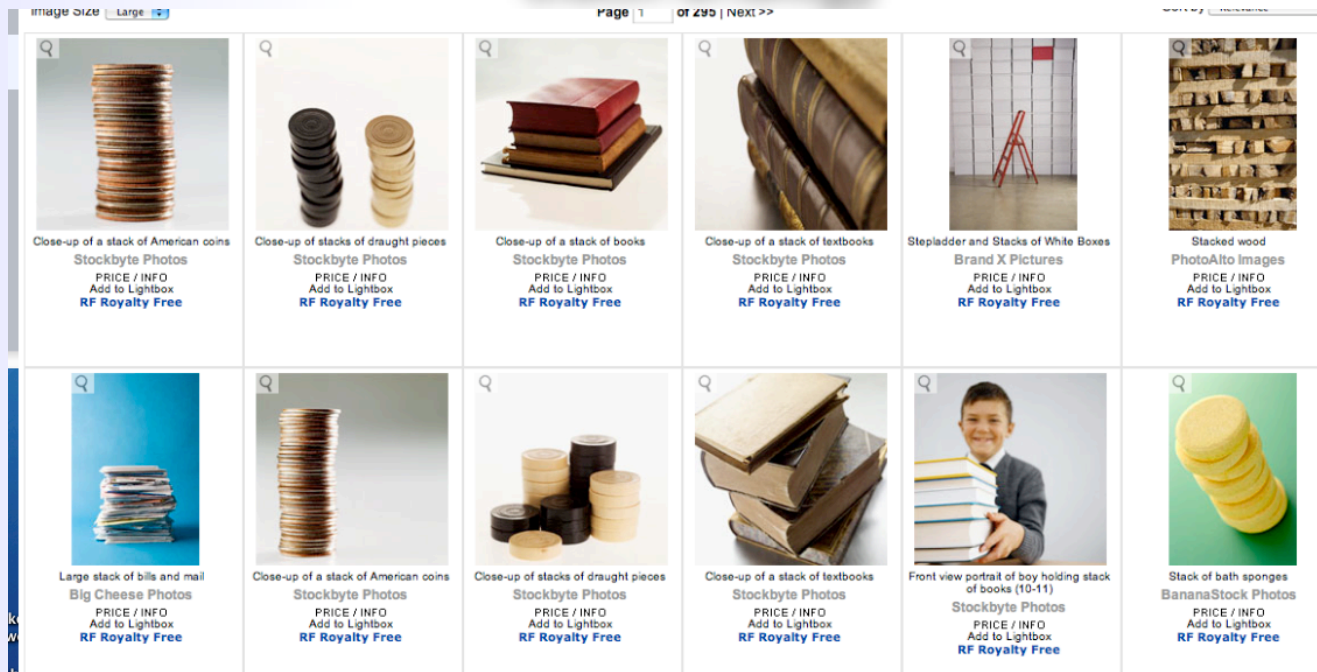 Image Size Large
Page 1 of 295 | Next >>
Sort by Relevance
Close-up of a stack of American coins
Stockbyte Photos
PRICE / INFO
Add to Lightbox
RF Royalty Free
Close-up of stacks of draught pieces
Stockbyte Photos
PRICE / INFO
Add to Lightbox
RF Royalty Free
Close-up of a stack of books
Stockbyte Photos
PRICE / INFO
Add to Lightbox
RF Royalty Free
Close-up of a stack of textbooks
Stockbyte Photos
PRICE / INFO
Add to Lightbox
RF Royalty Free
Stepladder and Stacks of White Boxes
Brand X Pictures
PRICE / INFO
Add to Lightbox
RF Royalty Free
Stacked wood
PhotoAlto Images
PRICE / INFO
Add to Lightbox
RF Royalty Free
Large stack of bills and mail
Big Cheese Photos
PRICE / INFO
Add to Lightbox
RF Royalty Free
Close-up of a stack of American coins
Stockbyte Photos
PRICE / INFO
Add to Lightbox
RF Royalty Free
Close-up of stacks of draught pieces
Stockbyte Photos
PRICE / INFO
Add to Lightbox
RF Royalty Free
Close-up of a stack of textbooks
Stockbyte Photos
PRICE / INFO
Add to Lightbox
RF Royalty Free
Front view portrait of boy holding stack
of books (10-11)
Stockbyte Photos
PRICE / INFO
Add to Lightbox
RF Royalty Free
Stack of bath sponges
BananaStock Photos
PRICE / INFO
Add to Lightbox
RF Royalty Free